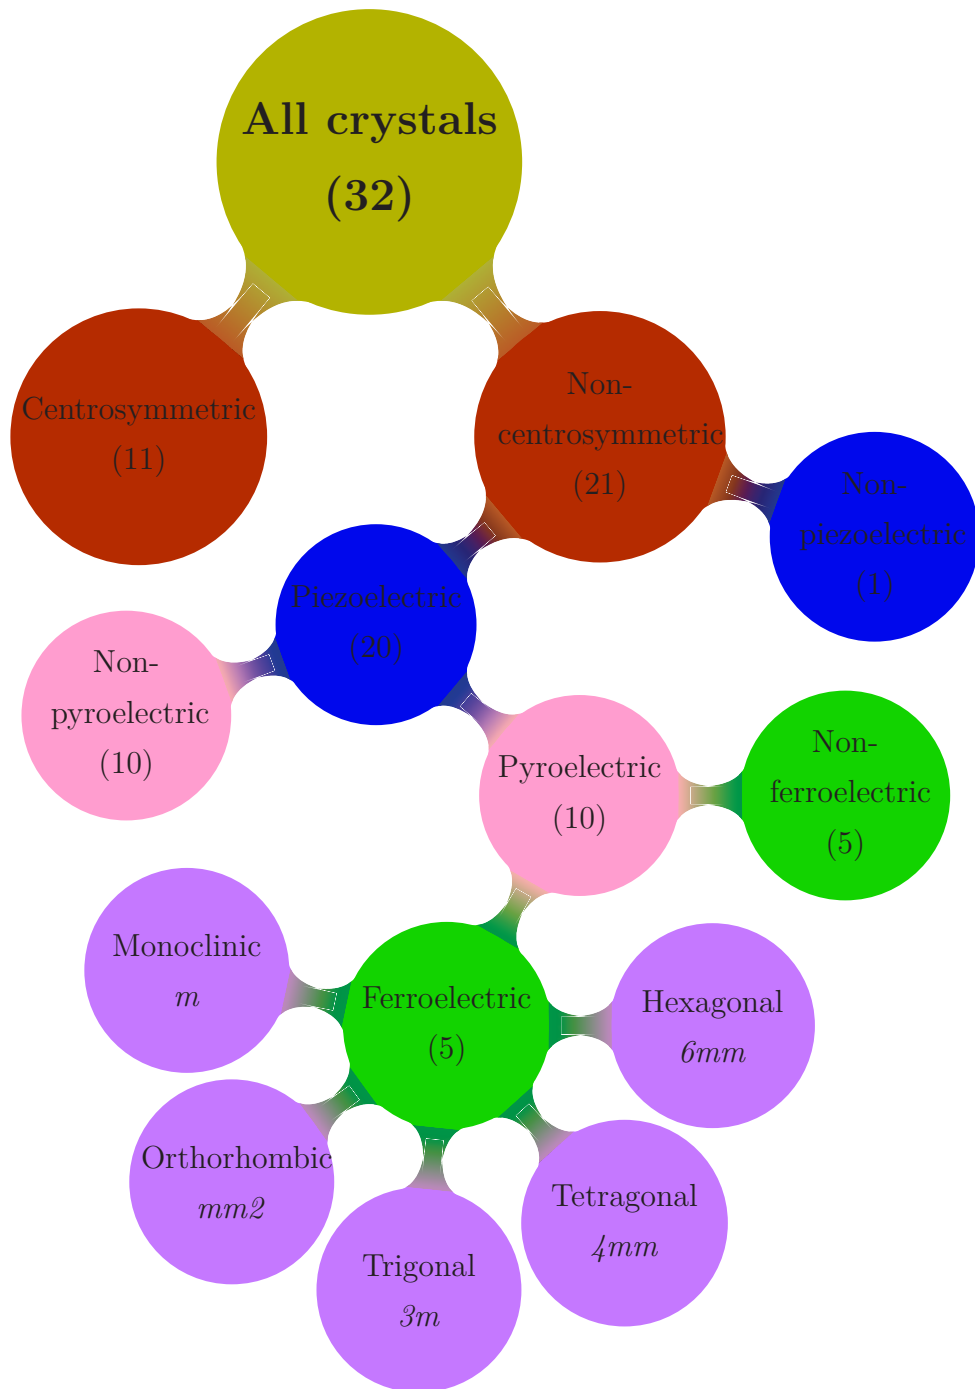 All crystals
(32)
Centrosymmetric
(11)
Non-
centrosymmetric
(21)
Non-
piezoelectric
(1)
Piezoelectric
(20)
Non-
pyroelectric
(10)
Pyroelectric
(10)
Non-
ferroelectric
(5)
Ferroelectric
(5)
Monoclinic
m
Hexagonal
6mm
Orthorhombic
mm2
Tetragonal
4mm
Trigonal
3m